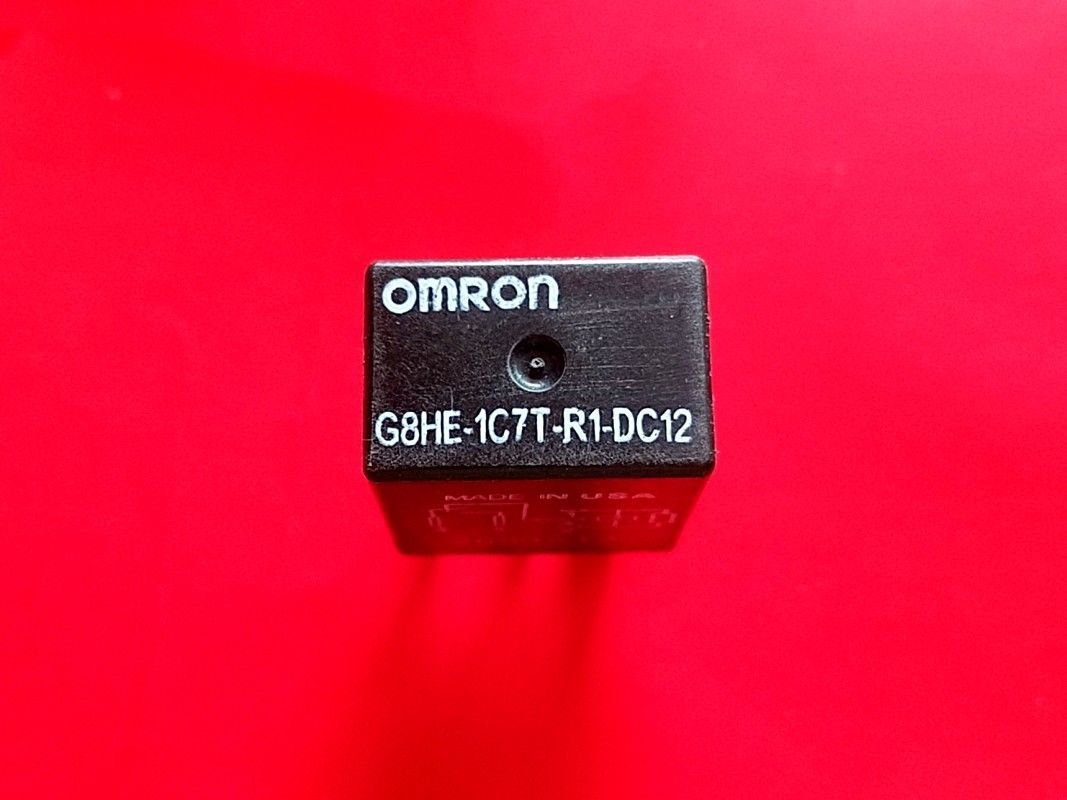 OMRON
G8HE-1C7T-R1-DC12
MADE IN USA